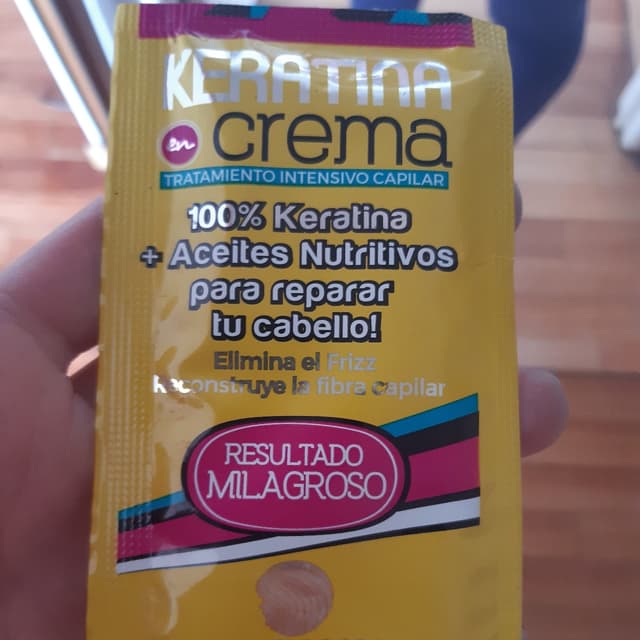 KERATINA
en crema
TRATAMIENTO INTENSIVO CAPILAR
100% Keratina
+ Aceites Nutritivos
para reparar
tu cabello!
Elimina el Frizz
Reconstruye la fibra capilar
RESULTADO
MILAGROSO